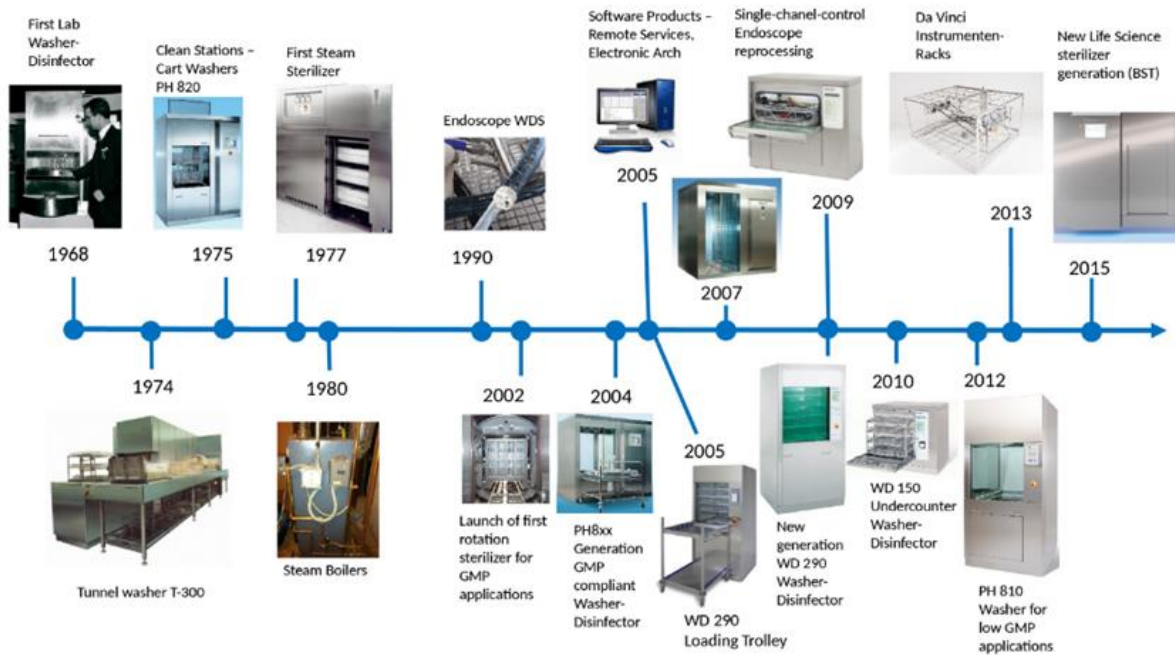 First Lab
Washer-
Disinfector
Clean Stations –
Cart Washers
PH 820
First Steam
Sterilizer
Endoscope WDS
Software Products –
Remote Services,
Electronic Arch
Single-chanel-control
Endoscope
reprocessing
Da Vinci
Instrumenten-
Racks
New Life Science
sterilizer
generation (BST)
1968
1975
1977
1990
2005
2007
2009
2013
2015
1974
1980
2002
2004
2005
2010
2012
Tunnel washer T-300
Steam Boilers
Launch of first
rotation
sterilizer for
GMP
applications
PH8xx
Generation
GMP
compliant
Washer-
Disinfector
WD 290
Loading Trolley
New
generation
WD 290
Washer-
Disinfector
WD 150
Undercounter
Washer-
Disinfector
PH 810
Washer for
low GMP
applications